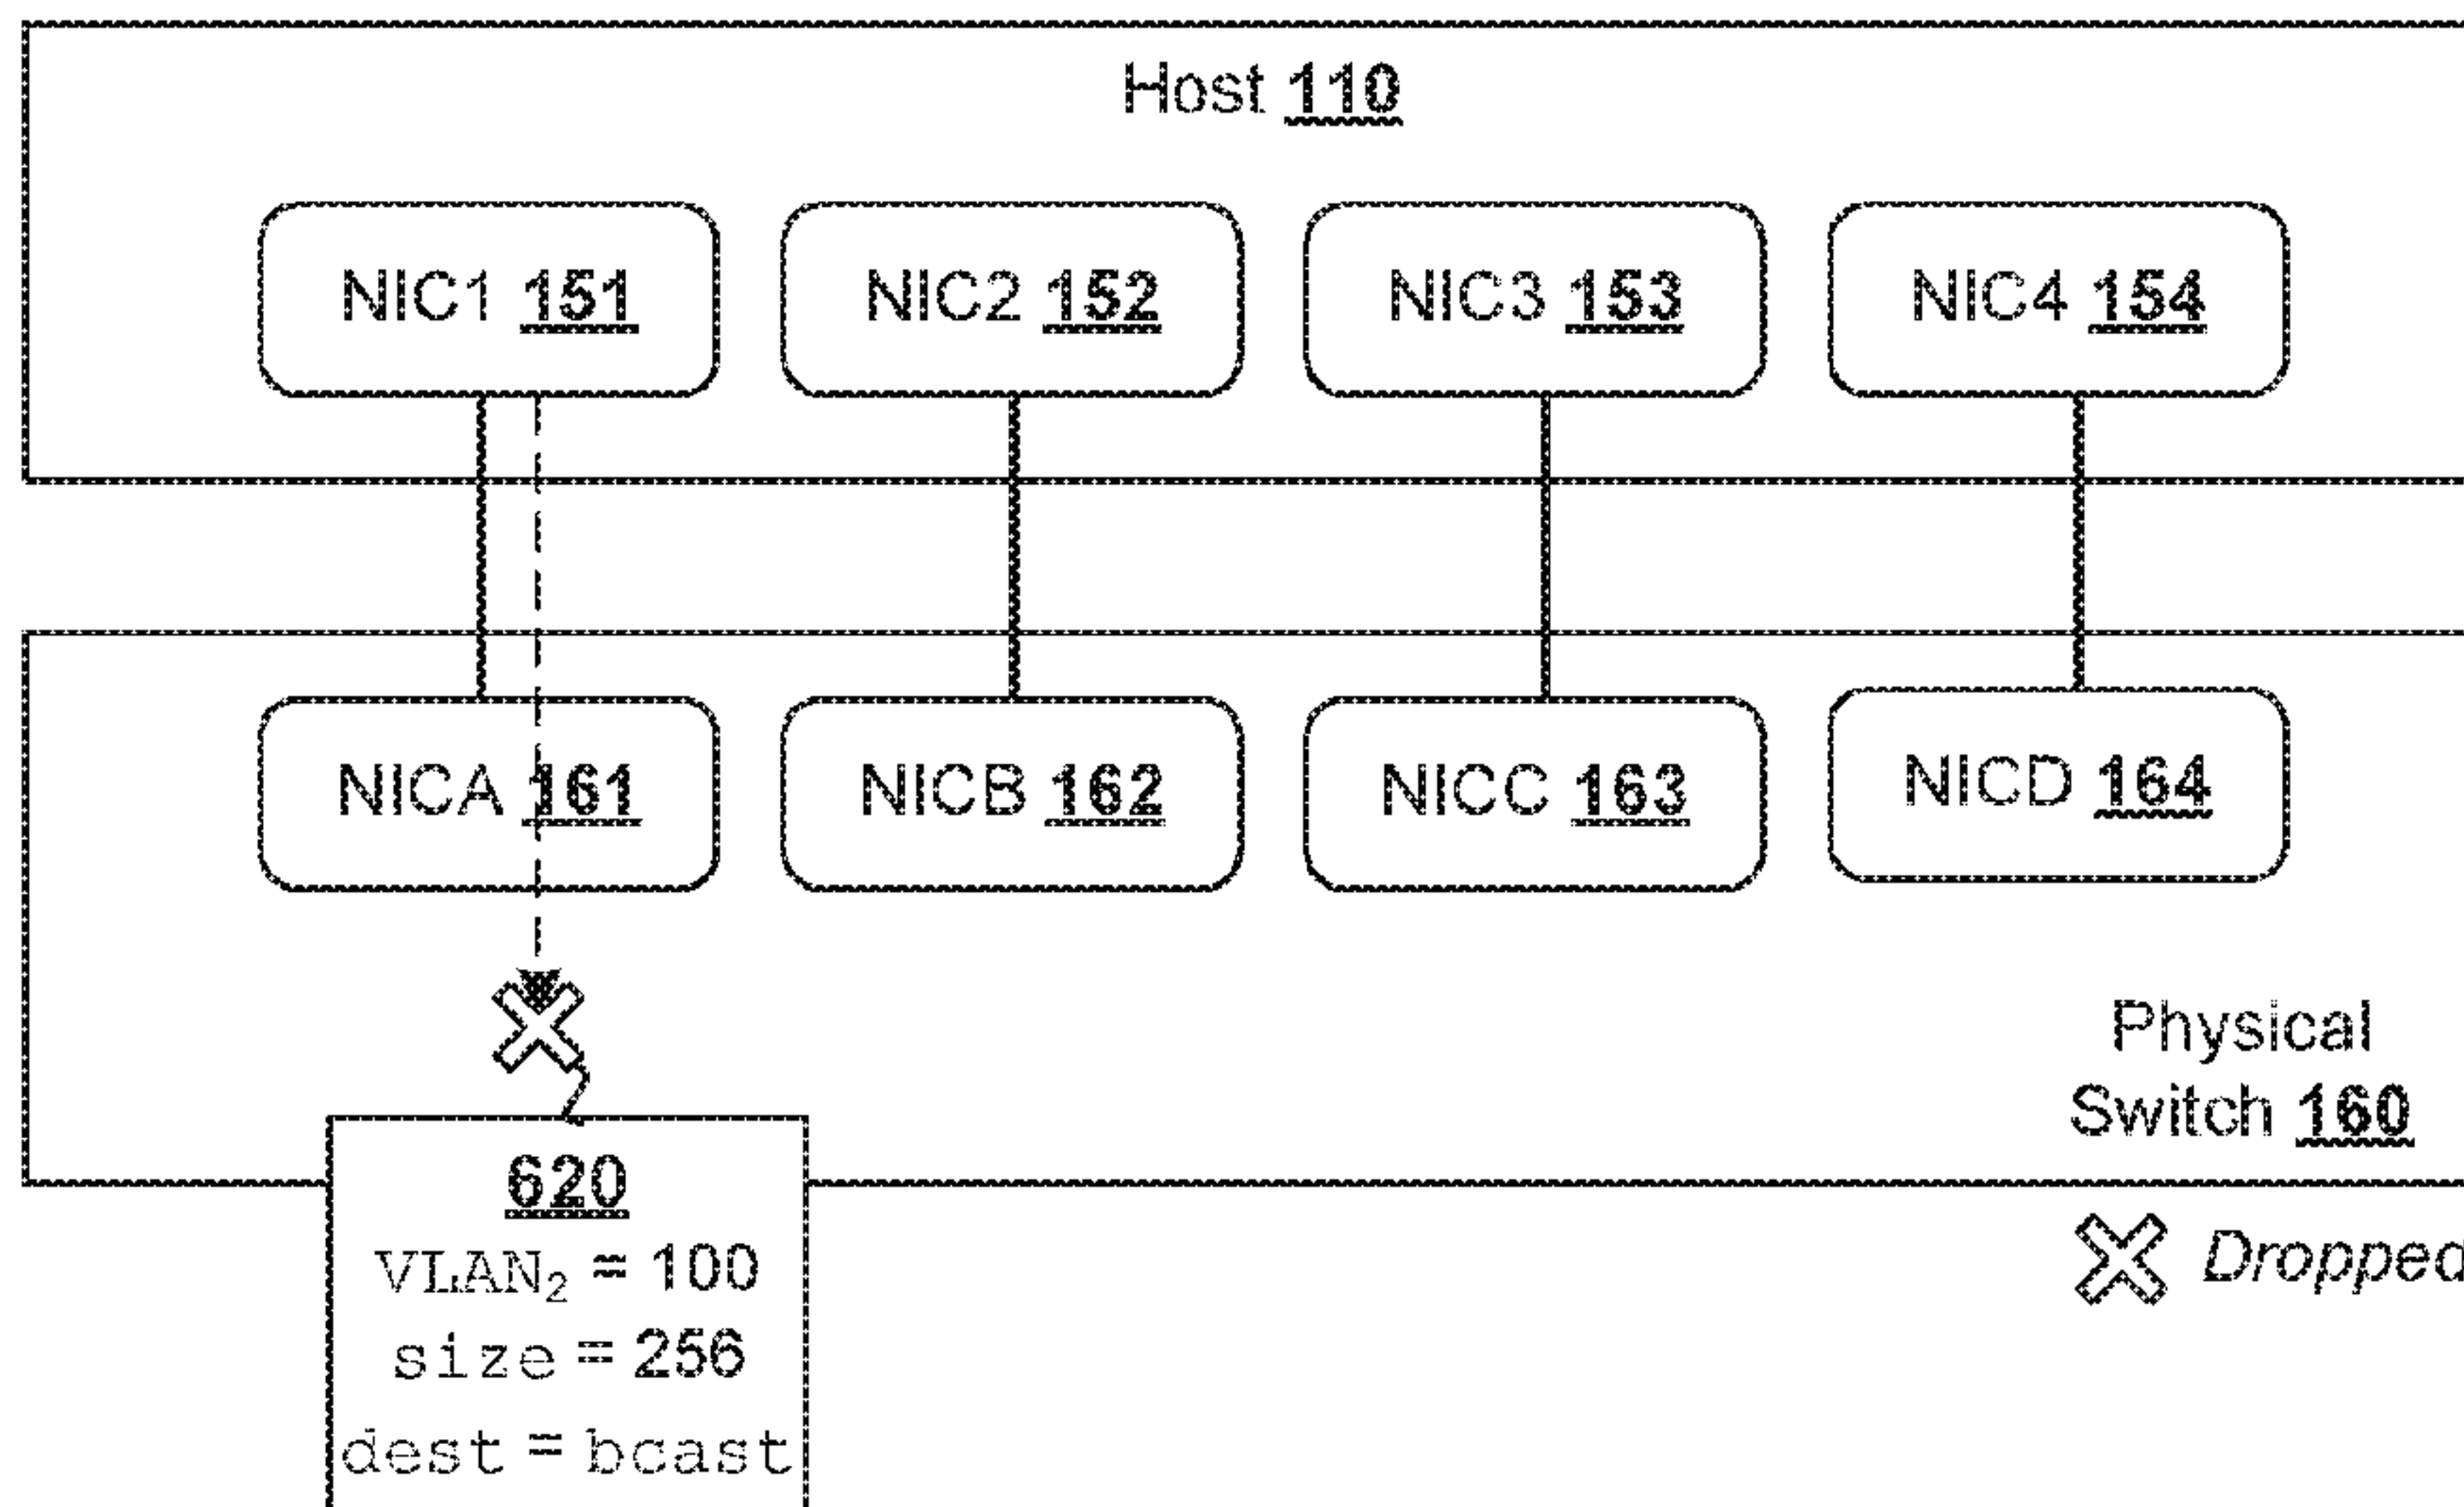 Host 110
NIC1 151 NIC2 152 NIC3 153 NIC4 154
NICA 161 NICB 162 NICC 163 NICD 164
Physical
Switch 160
620
VLAN₂ = 100
size = 256
dest = bcast
Dropped